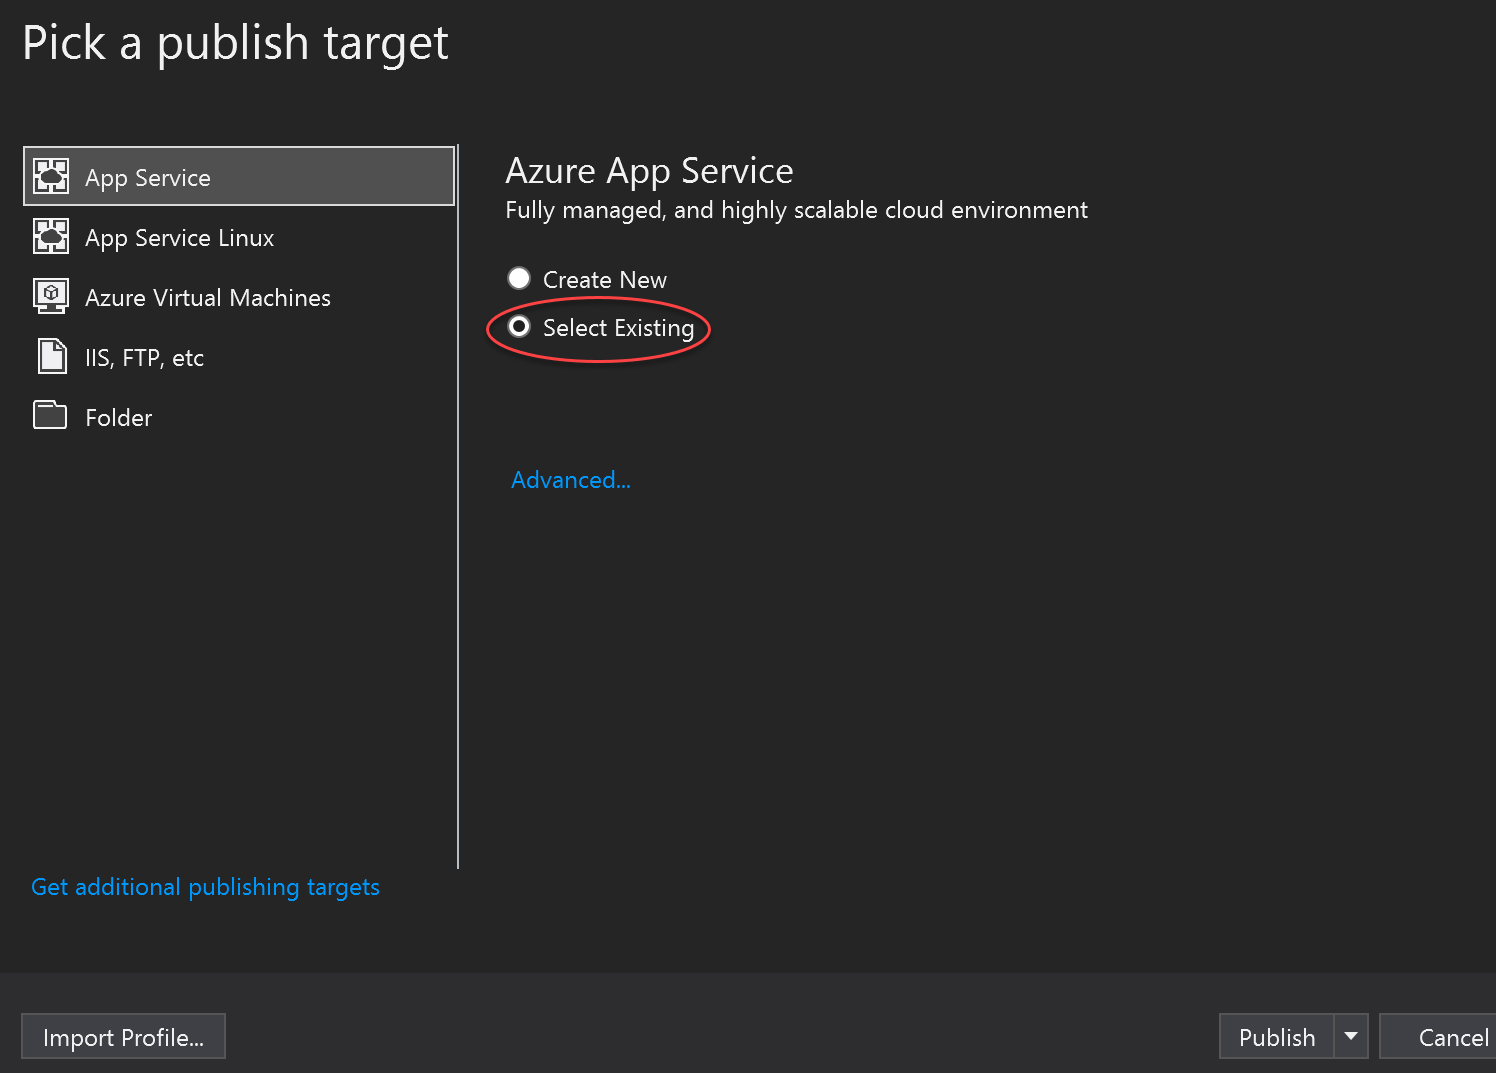 Pick a publish target
App Service
App Service Linux
Azure Virtual Machines
IIS, FTP, etc
Folder
Get additional publishing targets
Azure App Service
Fully managed, and highly scalable cloud environment
Create New
Select Existing
Advanced...
Import Profile...
Publish
Cancel